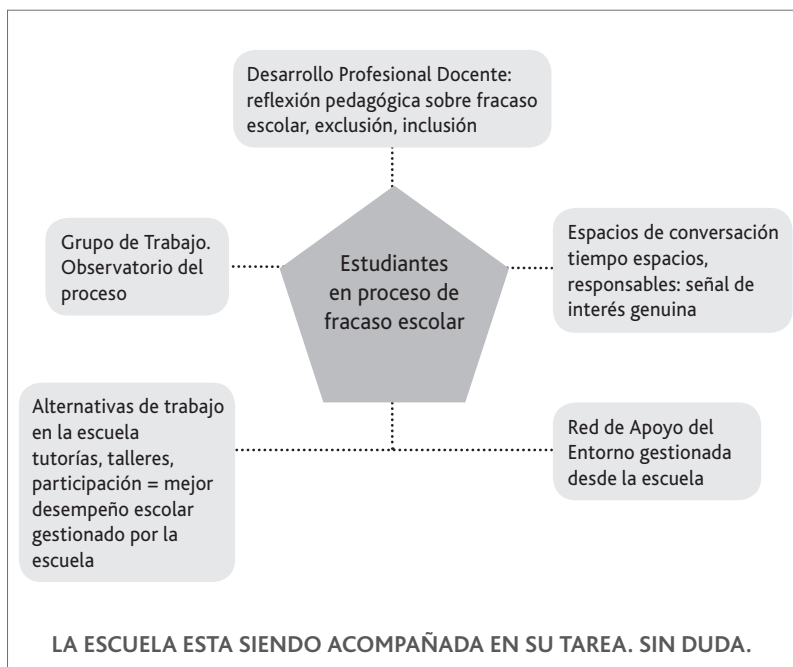 Desarrollo Profesional Docente:
reflexión pedagógica sobre fracaso
escolar, exclusión, inclusión
Grupo de Trabajo.
Observatorio del
proceso
Estudiantes
en proceso de
fracaso escolar
Espacios de conversación
tiempo espacios,
responsables: señal de
interés genuina
Alternativas de trabajo
en la escuela
tutorías, talleres,
participación = mejor
desempeño escolar
gestionado por la
escuela
Red de Apoyo del
Entorno gestionada
desde la escuela
LA ESCUELA ESTA SIENDO ACOMPAÑADA EN SU TAREA. SIN DUDA.